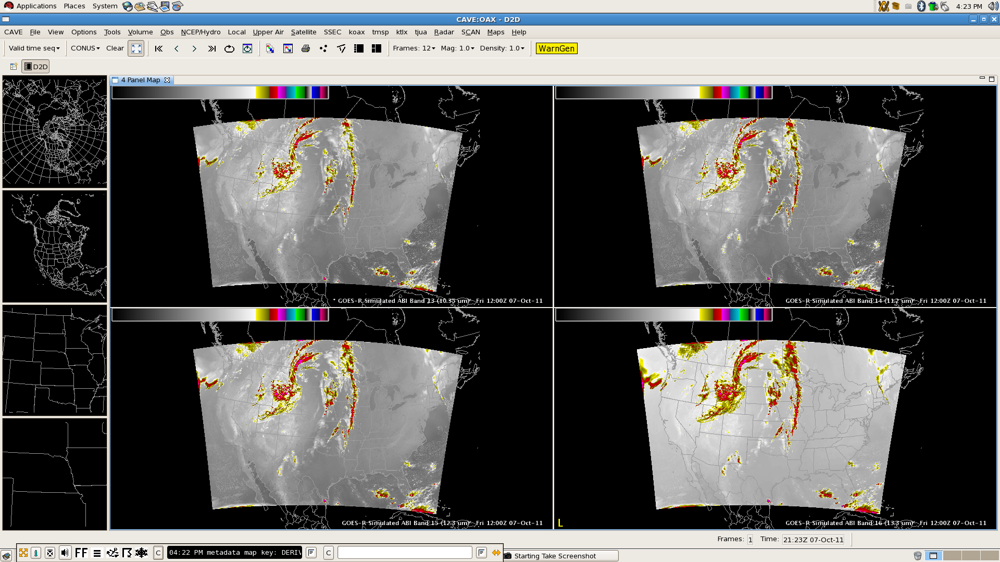 Applications Places System 4:23 PM
CAVE:OAX - D2D
CAVE File View Options Tools Volume Obs NCEP/Hydro Local Upper Air Satellite SSEC koax tmsp ktlx tjua Radar SCAN Maps Help
Valid time seq CONUS Clear Frames: 12 Mag: 1.0 Density: 1.0 WarnGen
D2D
4 Panel Map
* GOES-R Simulated ABI Band 13 (10.35 um)* Fri 12:00Z 07-Oct-11
GOES-R Simulated ABI Band 14 (11.2 um)* Fri 12:00Z 07-Oct-11
GOES-R Simulated ABI Band 15 (12.3 um)* Fri 12:00Z 07-Oct-11
L
GOES-R Simulated ABI Band 16 (13.3 um)* Fri 12:00Z 07-Oct-11
Frames: 1 Time: 21:23Z 07-Oct-11
FF C 04:22 PM metadata map key: DERIV C
Starting Take Screenshot